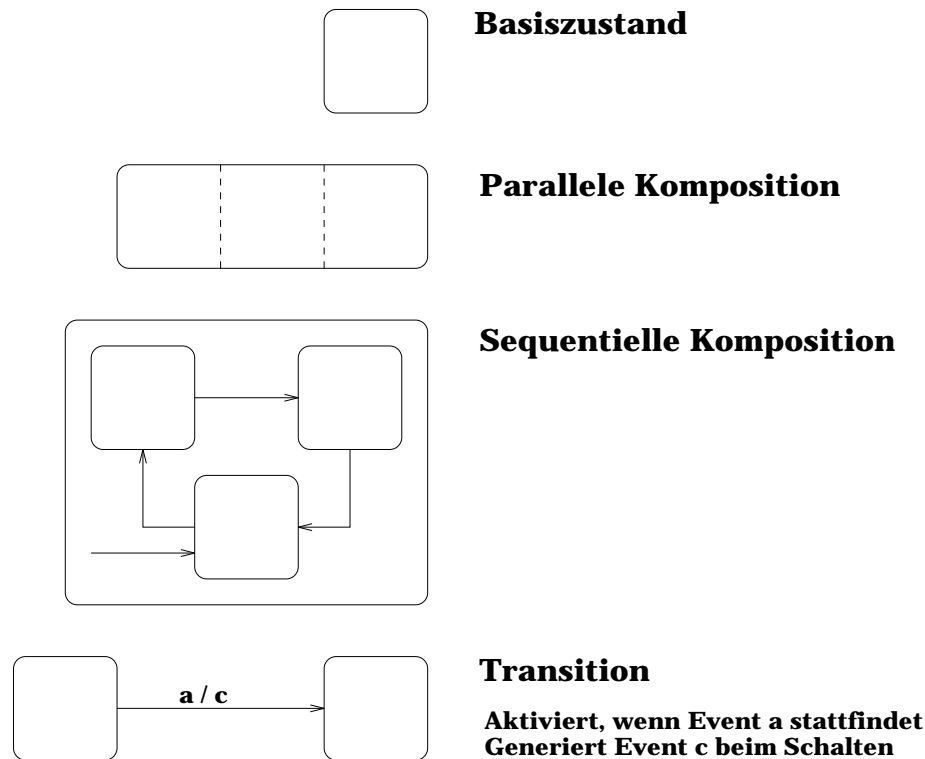 Basiszustand
Parallele Komposition
Sequentielle Komposition
Transition
a / c
Aktiviert, wenn Event a stattfindet
Generiert Event c beim Schalten